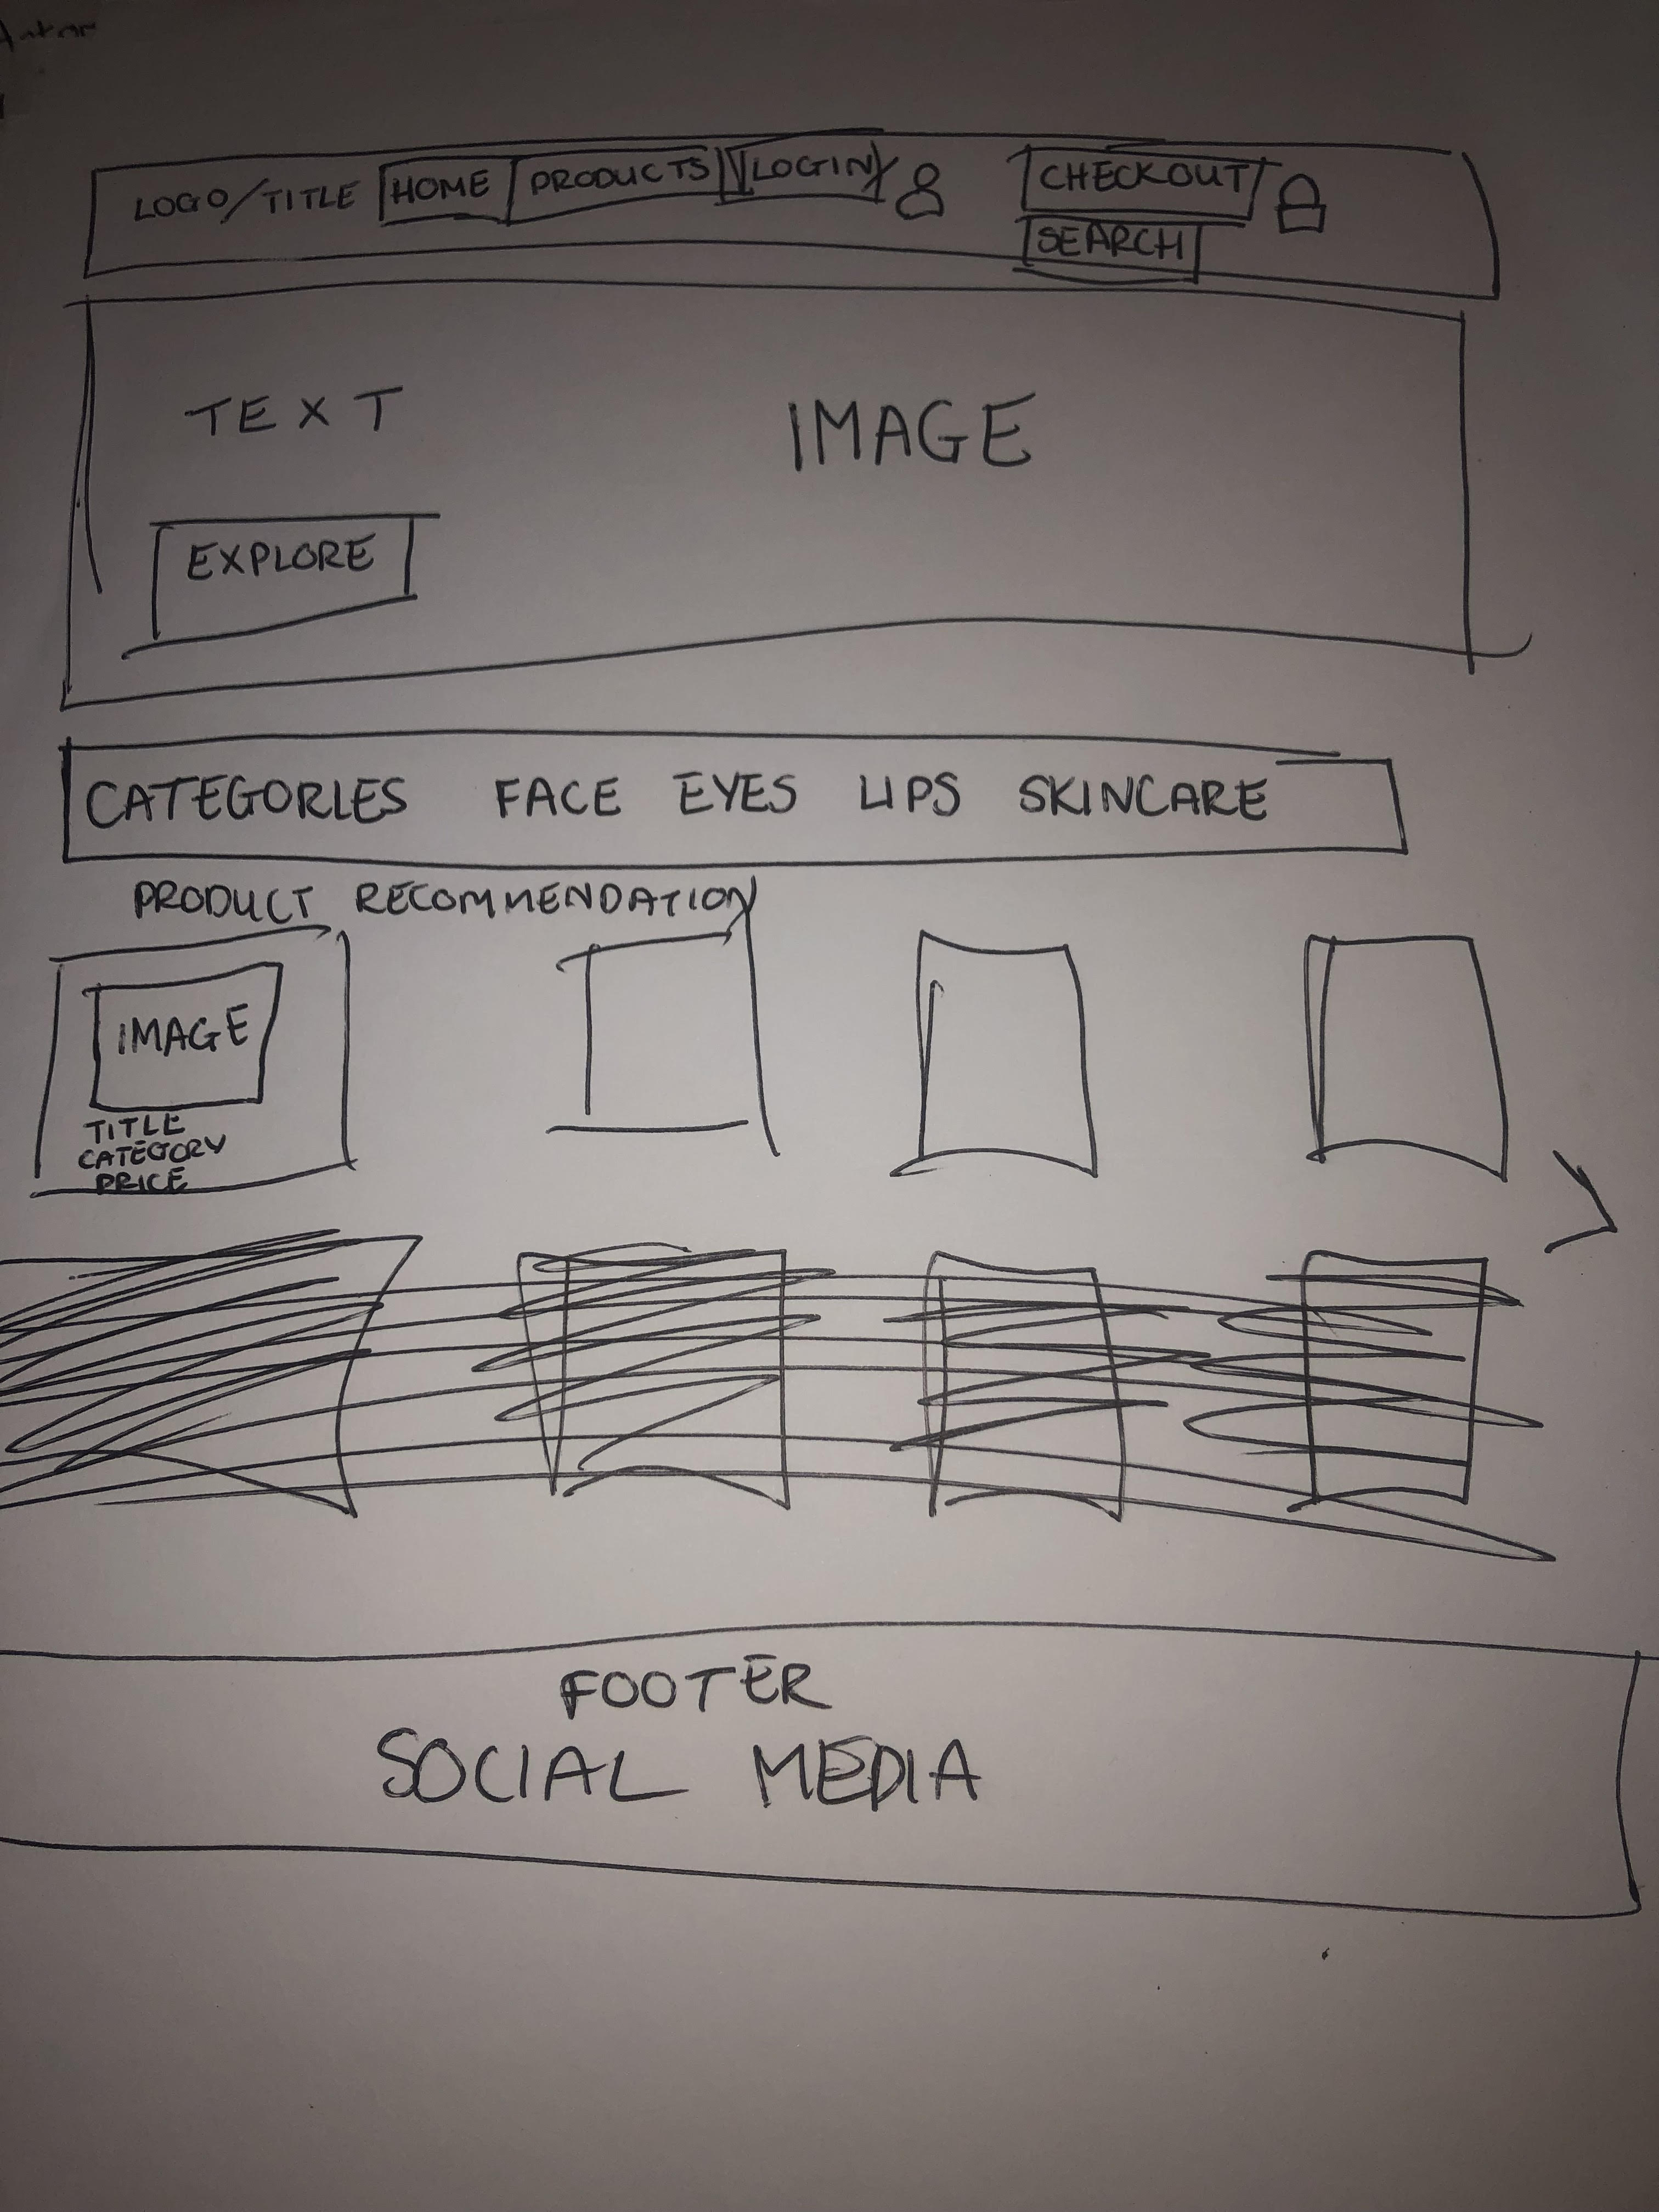 LOGO/TITLE HOME PRODUCTS LOGIN CHECKOUT
SEARCH
TEXT IMAGE
EXPLORE
CATEGORIES FACE EYES LIPS SKINCARE
PRODUCT RECOMMENDATION
IMAGE
TITLE
CATEGORY
PRICE
FOOTER
SOCIAL MEDIA